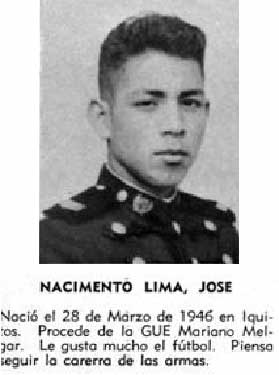 NACIMENTO LIMA, JOSE
Nació el 28 de Marzo de 1946 en Iqui-
tos. Procede de la GUE Mariano Mel-
gar. Le gusta mucho el fútbol. Piensa
seguir la carerra de las armas.